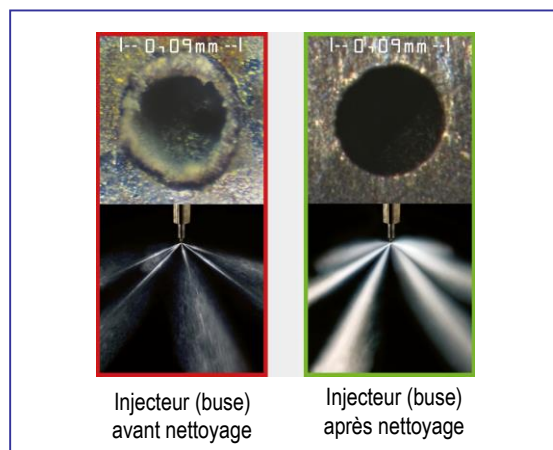 |-- 0,09mm --|
|-- 0,09mm --|
Injecteur (buse)
avant nettoyage
Injecteur (buse)
après nettoyage